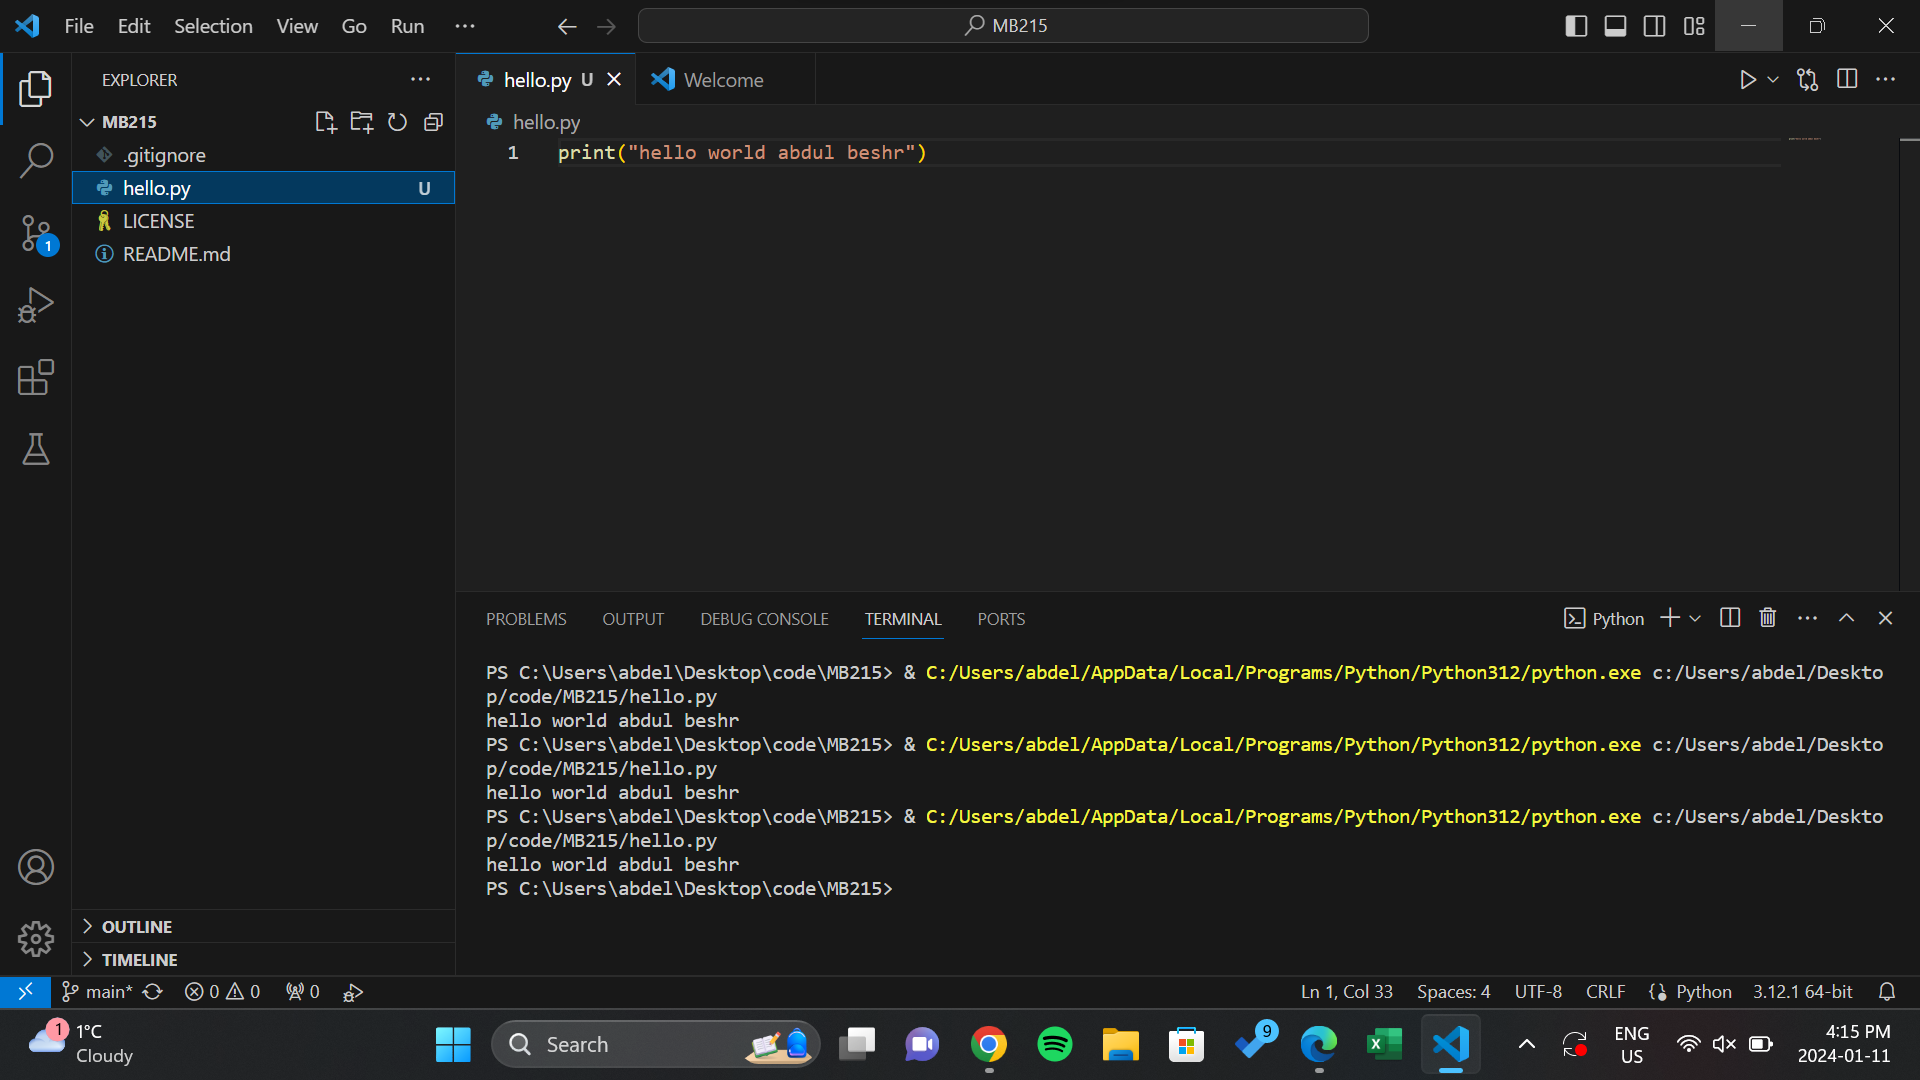 File Edit Selection View Go Run ···
MB215
EXPLORER
hello.py U
Welcome
MB215
hello.py
.gitignore
1 print("hello world abdul beshr")
hello.py U
LICENSE
1
README.md
PROBLEMS OUTPUT DEBUG CONSOLE TERMINAL PORTS
Python
PS C:\Users\abdel\Desktop\code\MB215> & C:/Users/abdel/AppData/Local/Programs/Python/Python312/python.exe c:/Users/abdel/Deskto
p/code/MB215/hello.py
hello world abdul beshr
PS C:\Users\abdel\Desktop\code\MB215> & C:/Users/abdel/AppData/Local/Programs/Python/Python312/python.exe c:/Users/abdel/Deskto
p/code/MB215/hello.py
hello world abdul beshr
PS C:\Users\abdel\Desktop\code\MB215> & C:/Users/abdel/AppData/Local/Programs/Python/Python312/python.exe c:/Users/abdel/Deskto
p/code/MB215/hello.py
hello world abdul beshr
PS C:\Users\abdel\Desktop\code\MB215>
OUTLINE
TIMELINE
main* 0 0 0
Ln 1, Col 33 Spaces: 4 UTF-8 CRLF Python 3.12.1 64-bit
1
1°C
Cloudy
Search
9
ENG
US
4:15 PM
2024-01-11